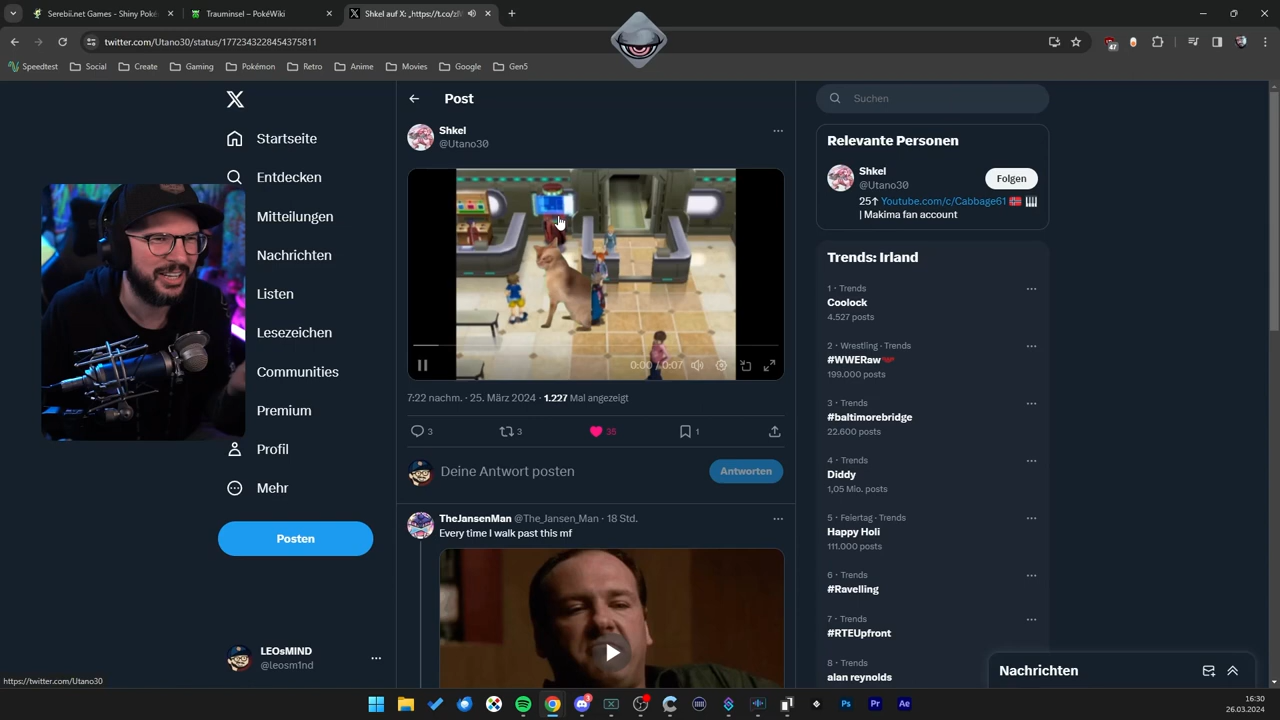 Serebii.net Games - Shiny Poké
Trauminsel – PokéWiki
Shkel auf X: „https://t.co/zf
twitter.com/Utano30/status/1772343228454375811
47
Speedtest
Social
Create
Gaming
Pokémon
Retro
Anime
Movies
Google
Gen5
Startseite
Entdecken
Mitteilungen
Nachrichten
Listen
Lesezeichen
Communities
Premium
Profil
Mehr
Posten
LEOsMIND
@leosm1nd
https://twitter.com/Utano30
Post
Shkel
@Utano30
0:00 / 0:07
7:22 nachm. · 25. März 2024 · 1.227 Mal angezeigt
3
3
35
1
Deine Antwort posten
Antworten
TheJansenMan @The_Jansen_Man · 18 Std.
Every time I walk past this mf
Suchen
Relevante Personen
Shkel
@Utano30
Folgen
25↑ Youtube.com/c/Cabbage61
| Makima fan account
Trends: Irland
1 · Trends
Coolock
4.527 posts
2 · Wrestling · Trends
#WWERaw
199.000 posts
3 · Trends
#baltimorebridge
22.600 posts
4 · Trends
Diddy
1,05 Mio. posts
5 · Feiertag · Trends
Happy Holi
111.000 posts
6 · Trends
#Ravelling
7 · Trends
#RTEUpfront
8 · Trends
alan reynolds
Nachrichten
16:30
26.03.2024